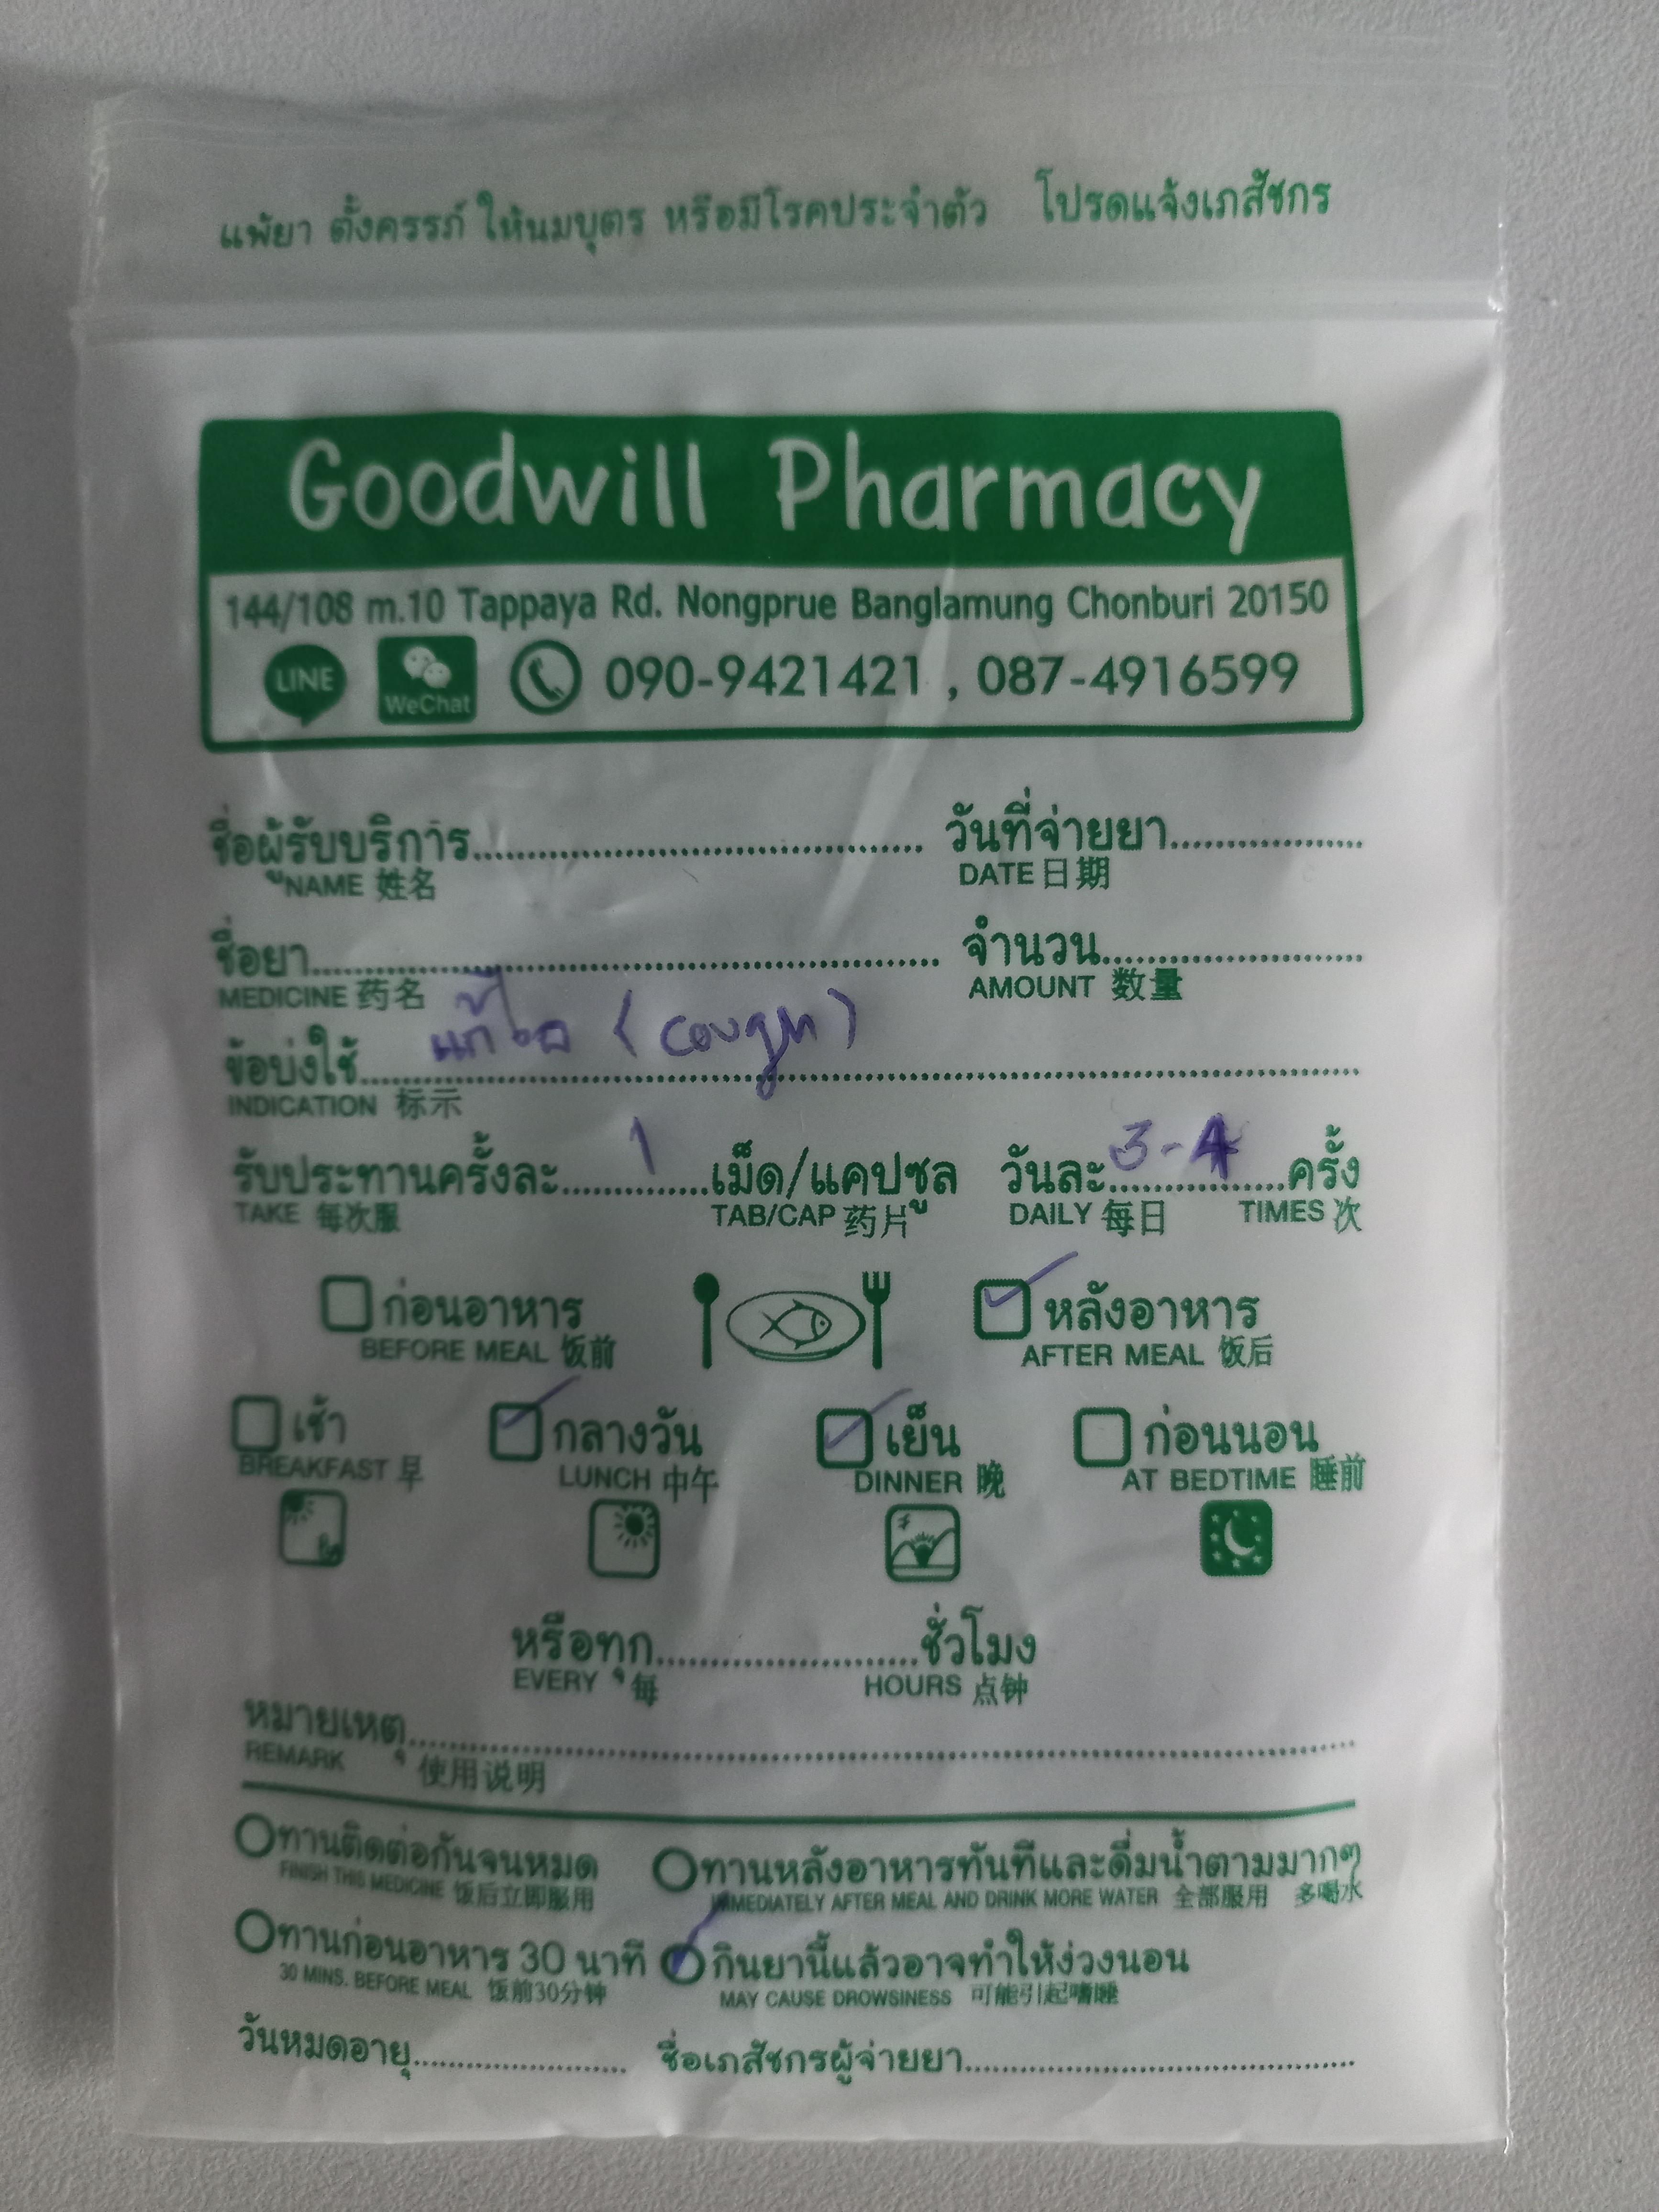 แพ้ยา ตั้งครรภ์ ให้นมบุตร หรือมีโรคประจำตัว โปรดแจ้งเภสัชกร
Goodwill Pharmacy
144/108 m.10 Tappaya Rd. Nongprue Banglamung Chonburi 20150
LINE WeChat 090-9421421 , 087-4916599
ชื่อผู้รับบริการ............ วันที่จ่ายยา............
NAME 姓名 DATE 日期
ชื่อยา............ จำนวน............
MEDICINE 药名 AMOUNT 数量
ข้อบ่งใช้............ แก้ไอ (cough)
INDICATION 标示
รับประทานครั้งละ 1 เม็ด/แคปซูล วันละ 3-4 ครั้ง
TAKE 每次服 TAB/CAP 药片 DAILY 每日 TIMES 次
ก่อนอาหาร หลังอาหาร
BEFORE MEAL 饭前 AFTER MEAL 饭后
เช้า กลางวัน เย็น ก่อนนอน
BREAKFAST 早 LUNCH 中午 DINNER 晚 AT BEDTIME 睡前
หรือทุก............ชั่วโมง
EVERY 每 HOURS 点钟
หมายเหตุ............
REMARK 使用说明
ทานติดต่อกันจนหมด ทานหลังอาหารทันทีและดื่มน้ำตามมากๆ
FINISH THIS MEDICINE 饭后立即服用 IMMEDIATELY AFTER MEAL AND DRINK MORE WATER 全部服用 多喝水
ทานก่อนอาหาร 30 นาที กินยานี้แล้วอาจทำให้ง่วงนอน
30 MINS. BEFORE MEAL 饭前30分钟 MAY CAUSE DROWSINESS 可能引起嗜睡
วันหมดอายุ............ ชื่อเภสัชกรผู้จ่ายยา............